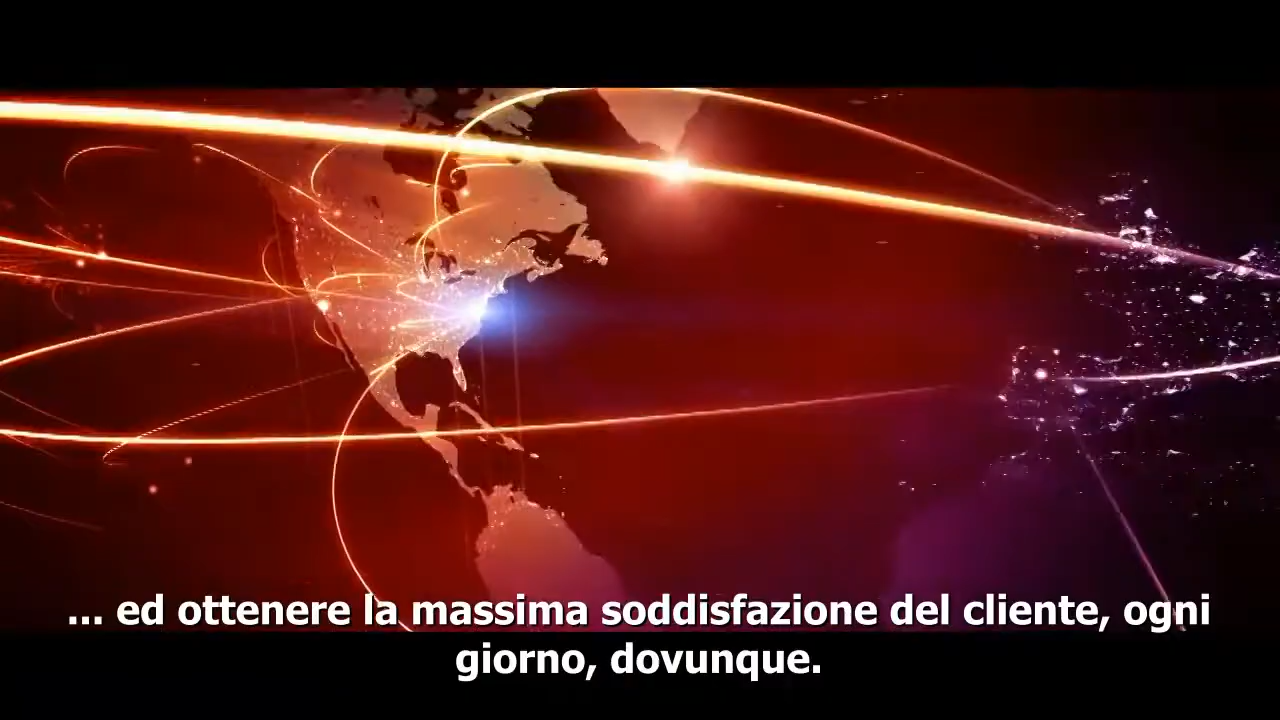 ... ed ottenere la massima soddisfazione del cliente, ogni
giorno, dovunque.